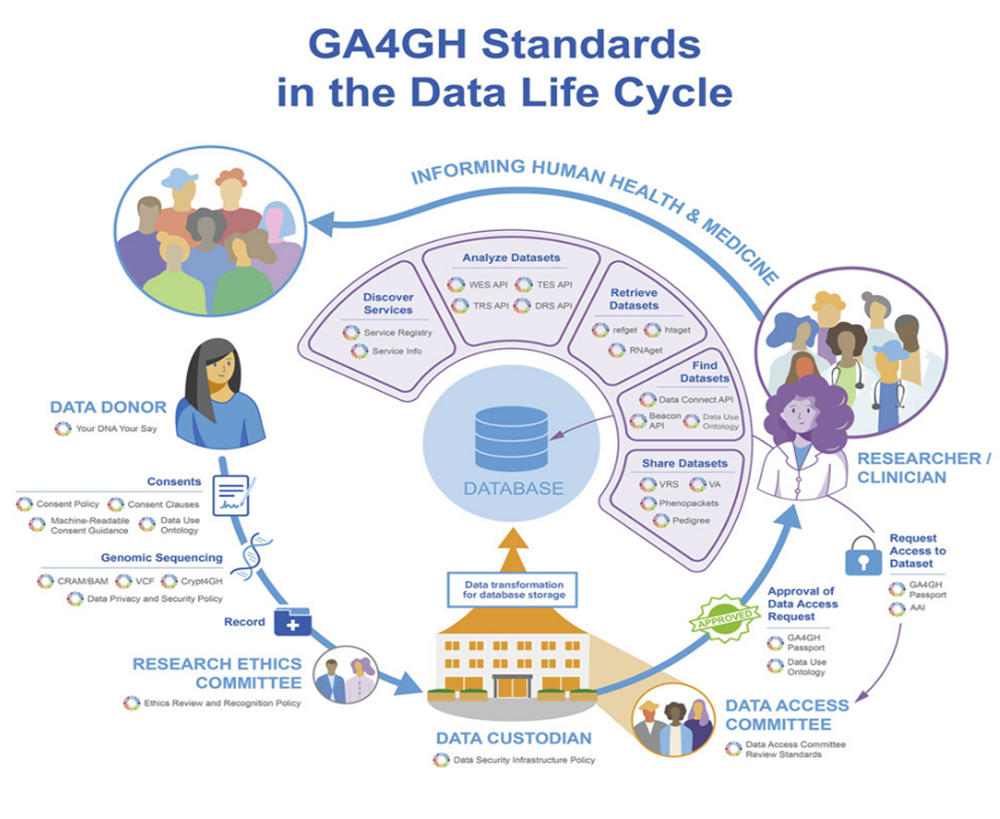 GA4GH Standards
in the Data Life Cycle
INFORMING HUMAN HEALTH & MEDICINE
Discover
Services
Service Registry
Service Info
Analyze Datasets
WES API
TES API
TRS API
DRS API
Retrieve
Datasets
refget
htsget
RNAget
Find
Datasets
Data Connect API
Beacon
API
Data Use
Ontology
Share Datasets
VRS
VA
Phenopackets
Pedigree
DATABASE
DATA DONOR
Your DNA Your Say
Consents
Consent Policy
Consent Clauses
Machine-Readable
Consent Guidance
Data Use
Ontology
Genomic Sequencing
CRAM/BAM
VCF
Crypt4GH
Data Privacy and Security Policy
Record
RESEARCH ETHICS
COMMITTEE
Ethics Review and Recognition Policy
Data transformation
for database storage
DATA CUSTODIAN
Data Security Infrastructure Policy
APPROVED
Approval of
Data Access
Request
GA4GH
Passport
Data Use
Ontology
DATA ACCESS
COMMITTEE
Data Access Committee
Review Standards
RESEARCHER /
CLINICIAN
Request
Access to
Dataset
GA4GH
Passport
AAI